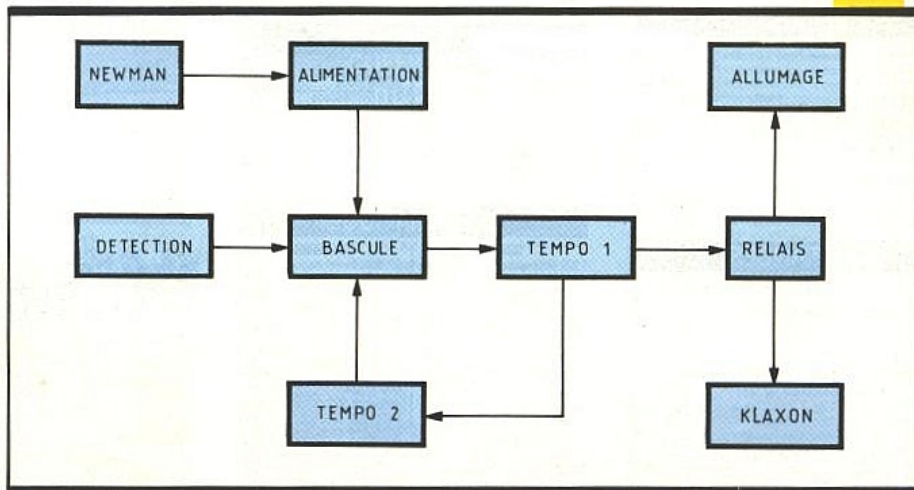 NEWMAN
ALIMENTATION
ALLUMAGE
DETECTION
BASCULE
TEMPO 1
RELAIS
TEMPO 2
KLAXON